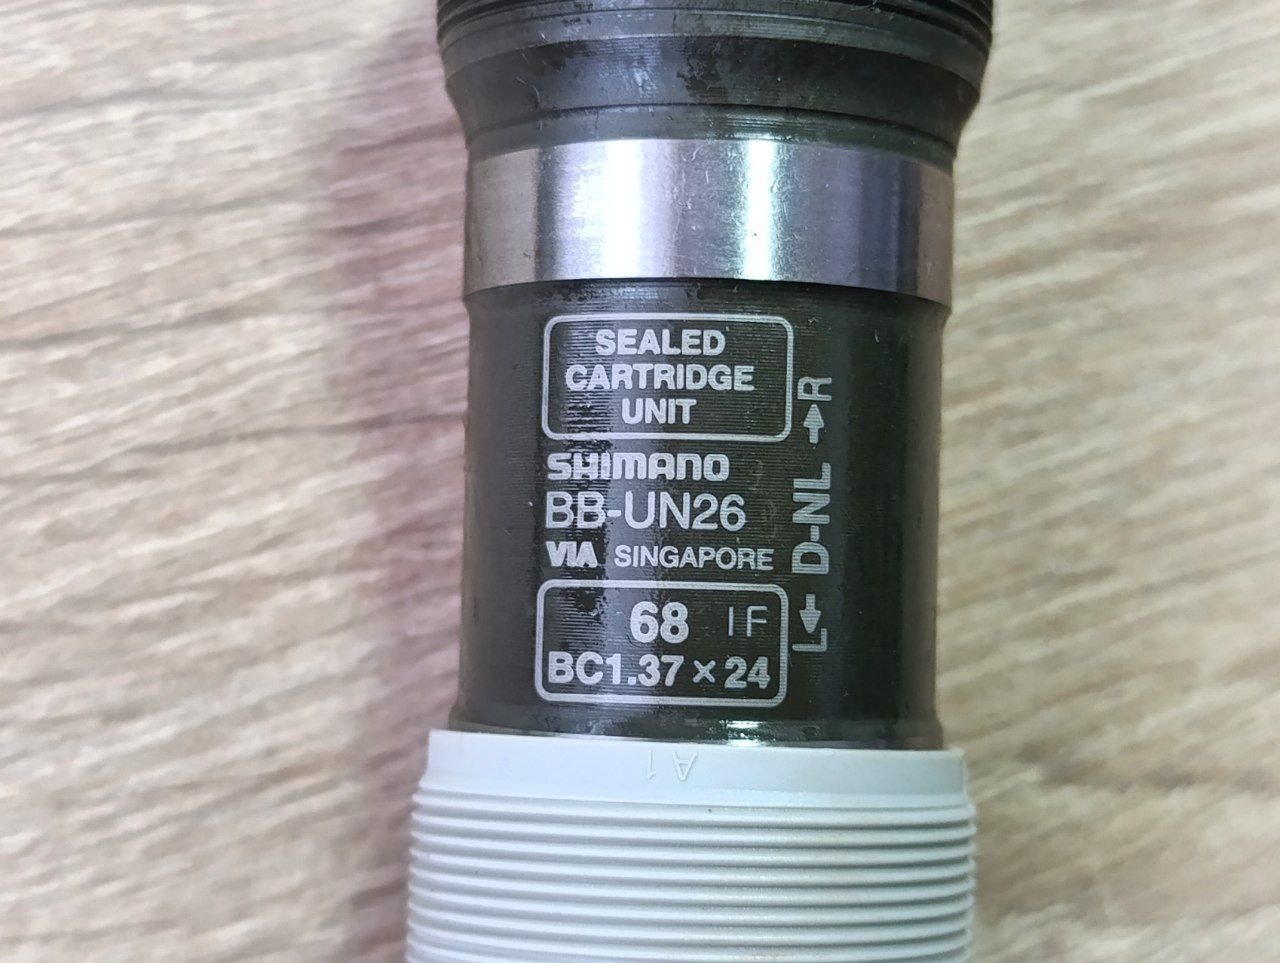 SEALED
CARTRIDGE
UNIT
SHIMANO
BB-UN26
VIA SINGAPORE
68 IF
BC1.37 × 24
L← D-NL →R
A1